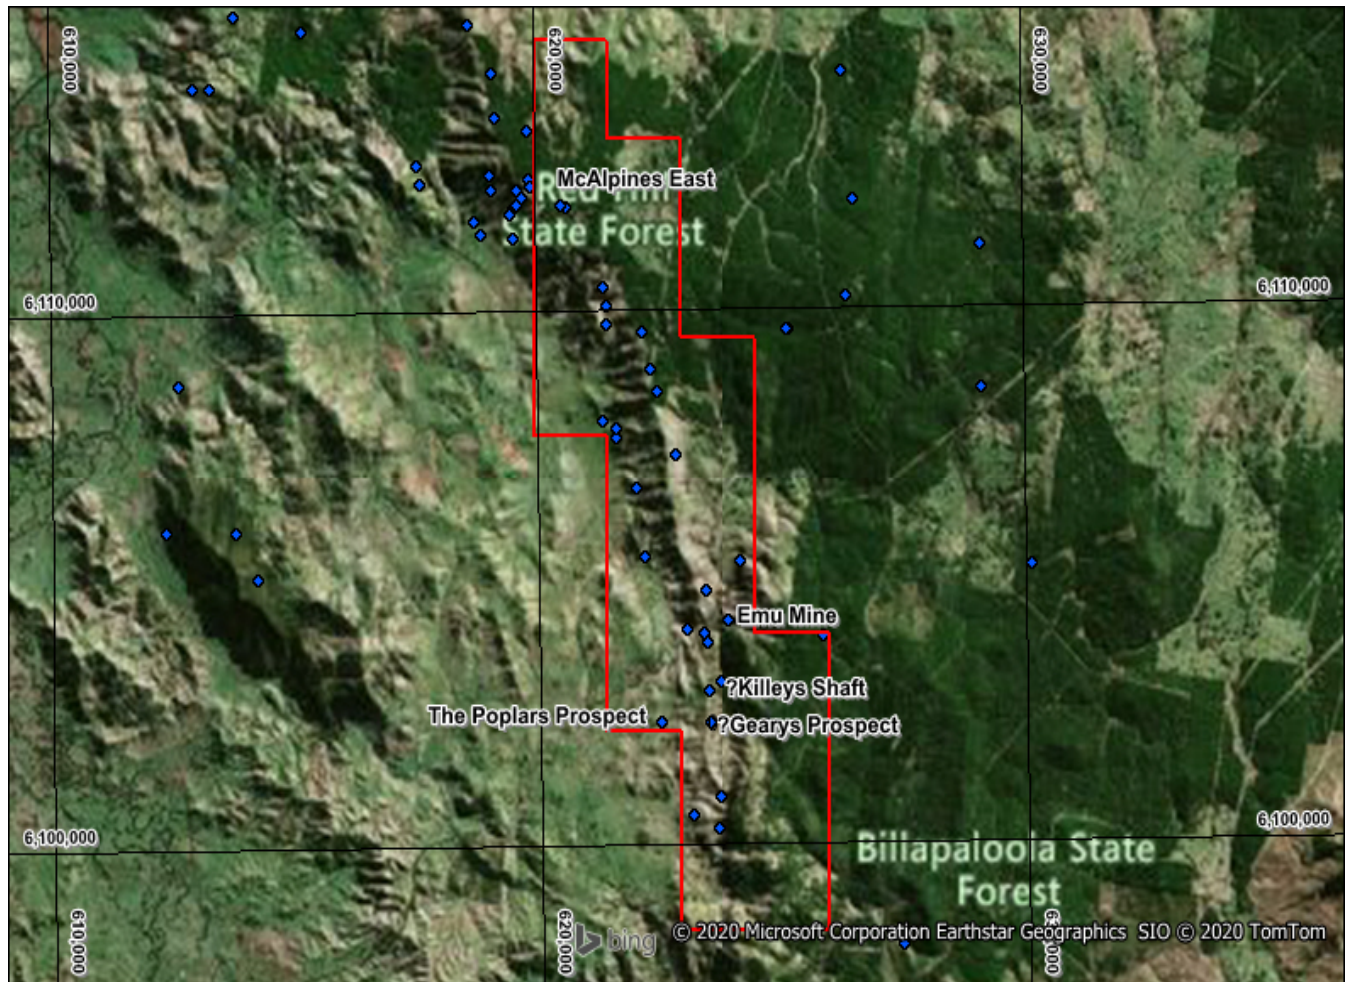 610,000
620,000
630,000
McAlpines East
Red Hill
State Forest
6,110,000
6,110,000
Emu Mine
?Killeys Shaft
The Poplars Prospect
?Gearys Prospect
6,100,000
6,100,000
Billapaloola State
Forest
610,000
620,000
bing
© 2020 Microsoft Corporation Earthstar Geographics SIO © 2020 TomTom